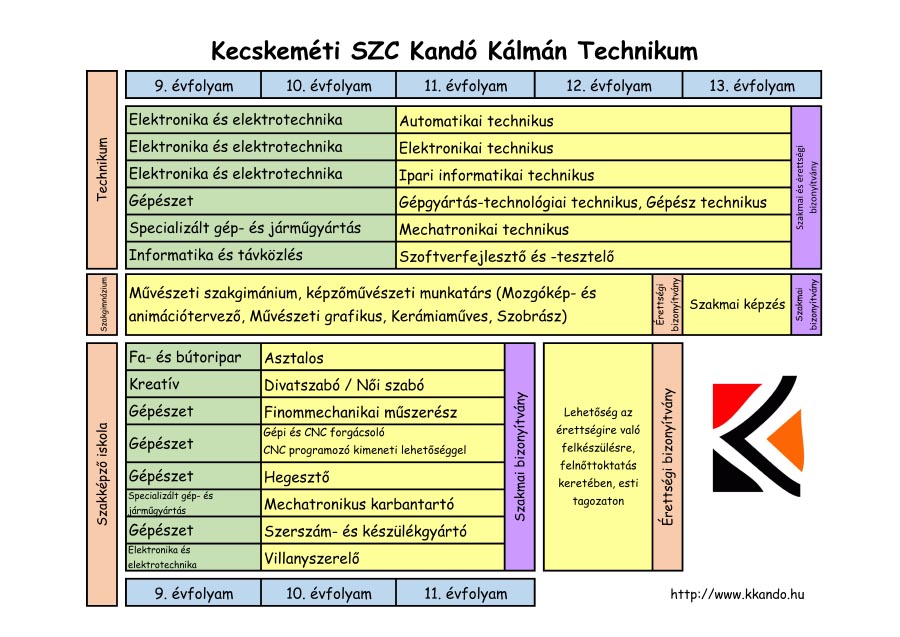 Kecskeméti SZC Kandó Kálmán Technikum
9. évfolyam 10. évfolyam 11. évfolyam 12. évfolyam 13. évfolyam
Technikum
Elektronika és elektrotechnika Automatikai technikus
Elektronika és elektrotechnika Elektronikai technikus
Elektronika és elektrotechnika Ipari informatikai technikus
Gépészet Gépgyártás-technológiai technikus, Gépész technikus
Specializált gép- és járműgyártás Mechatronikai technikus
Informatika és távközlés Szoftverfejlesztő és -tesztelő
Szakmai és érettségi
bizonyítvány
Szakgimnázium
Művészeti szakgimánium, képzőművészeti munkatárs (Mozgókép- és
animációtervező, Művészeti grafikus, Kerámiaműves, Szobrász)
Érettségi
bizonyítvány
Szakmai képzés
Szakmai
bizonyítvány
Szakképző iskola
Fa- és bútoripar Asztalos
Kreatív Divatszabó / Női szabó
Gépészet Finommechanikai műszerész
Gépészet
Gépi és CNC forgácsoló
CNC programozó kimeneti lehetőséggel
Gépészet Hegesztő
Specializált gép- és
járműgyártás
Mechatronikus karbantartó
Gépészet Szerszám- és készülékgyártó
Elektronika és
elektrotechnika
Villanyszerelő
Szakmai bizonyítvány
Lehetőség az
érettségire való
felkészülésre,
felnőttoktatás
keretében, esti
tagozaton
Érettségi bizonyítvány
9. évfolyam 10. évfolyam 11. évfolyam
http://www.kkando.hu